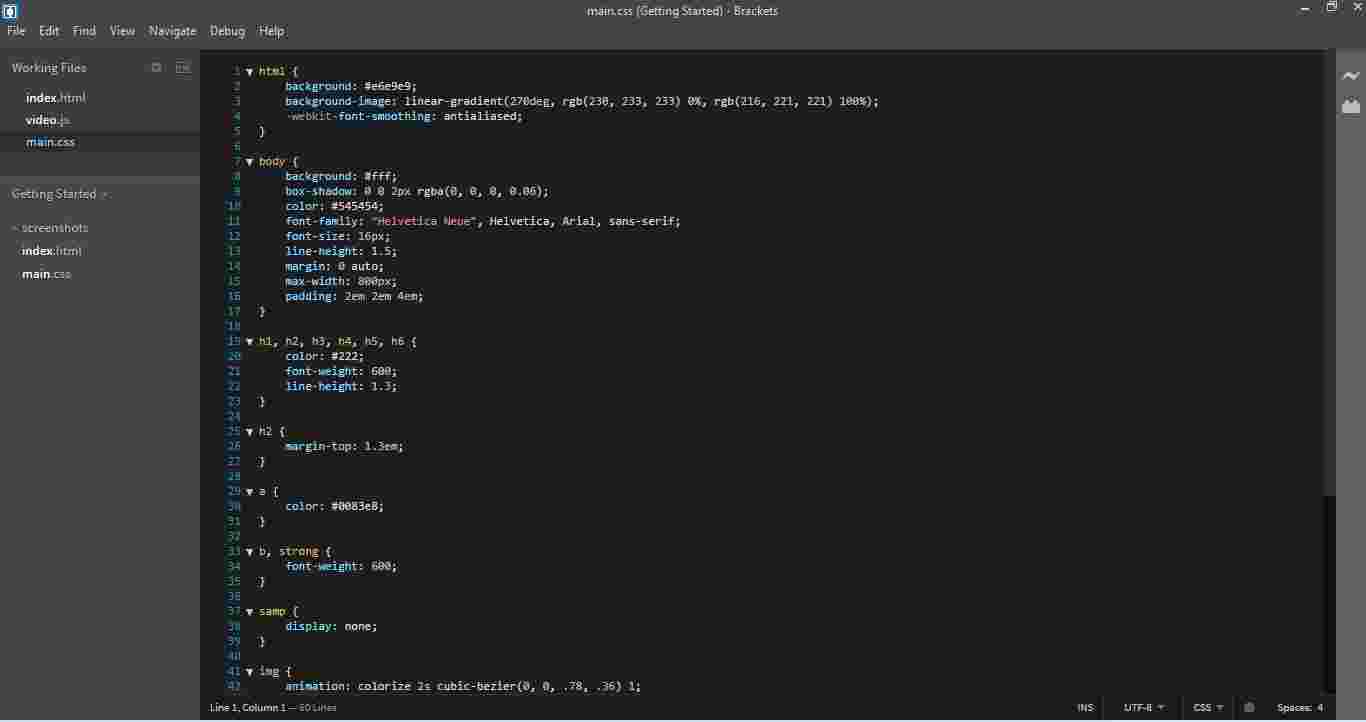 main.css (Getting Started) - Brackets
File Edit Find View Navigate Debug Help
Working Files
index.html
video.js
main.css
Getting Started
screenshots
index.html
main.css
1 html {
2 background: #e6e9e9;
3 background-image: linear-gradient(270deg, rgb(230, 233, 233) 0%, rgb(216, 221, 221) 100%);
4 -webkit-font-smoothing: antialiased;
5 }
6
7 body {
8 background: #fff;
9 box-shadow: 0 0 2px rgba(0, 0, 0, 0.06);
10 color: #545454;
11 font-family: "Helvetica Neue", Helvetica, Arial, sans-serif;
12 font-size: 16px;
13 line-height: 1.5;
14 margin: 0 auto;
15 max-width: 800px;
16 padding: 2em 2em 4em;
17 }
18
19 h1, h2, h3, h4, h5, h6 {
20 color: #222;
21 font-weight: 600;
22 line-height: 1.3;
23 }
24
25 h2 {
26 margin-top: 1.3em;
27 }
28
29 a {
30 color: #0083e8;
31 }
32
33 b, strong {
34 font-weight: 600;
35 }
36
37 samp {
38 display: none;
39 }
40
41 img {
42 animation: colorize 2s cubic-bezier(0, 0, .78, .36) 1;
Line 1, Column 1 — 60 Lines
INS UTF-8 CSS Spaces: 4